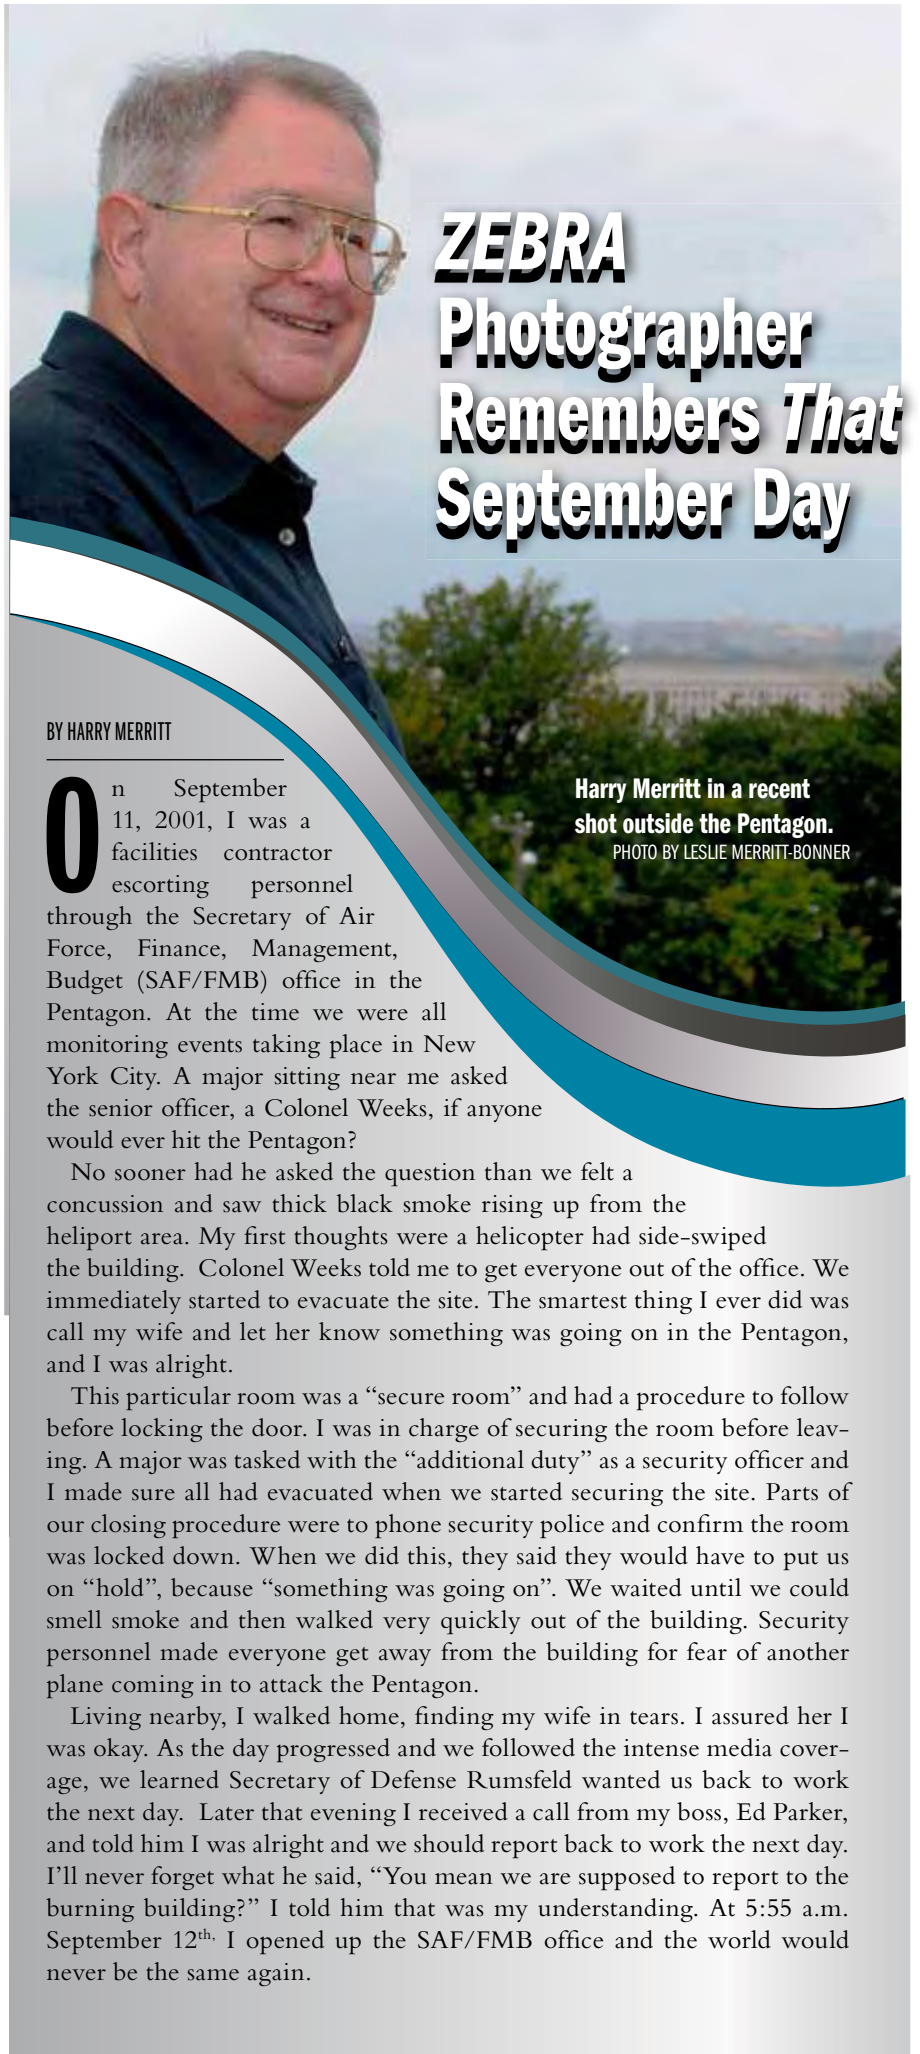 ZEBRA
Photographer
Remembers That
September Day
Harry Merritt in a recent
shot outside the Pentagon.
PHOTO BY LESLIE MERRITT-BONNER
BY HARRY MERRITT
On September
11, 2001, I was a
facilities contractor
escorting personnel
through the Secretary of Air
Force, Finance, Management,
Budget (SAF/FMB) office in the
Pentagon. At the time we were all
monitoring events taking place in New
York City. A major sitting near me asked
the senior officer, a Colonel Weeks, if anyone
would ever hit the Pentagon?
No sooner had he asked the question than we felt a
concussion and saw thick black smoke rising up from the
heliport area. My first thoughts were a helicopter had side-swiped
the building. Colonel Weeks told me to get everyone out of the office. We
immediately started to evacuate the site. The smartest thing I ever did was
call my wife and let her know something was going on in the Pentagon,
and I was alright.
This particular room was a “secure room” and had a procedure to follow
before locking the door. I was in charge of securing the room before leav-
ing. A major was tasked with the “additional duty” as a security officer and
I made sure all had evacuated when we started securing the site. Parts of
our closing procedure were to phone security police and confirm the room
was locked down. When we did this, they said they would have to put us
on “hold”, because “something was going on”. We waited until we could
smell smoke and then walked very quickly out of the building. Security
personnel made everyone get away from the building for fear of another
plane coming in to attack the Pentagon.
Living nearby, I walked home, finding my wife in tears. I assured her I
was okay. As the day progressed and we followed the intense media cover-
age, we learned Secretary of Defense Rumsfeld wanted us back to work
the next day. Later that evening I received a call from my boss, Ed Parker,
and told him I was alright and we should report back to work the next day.
I’ll never forget what he said, “You mean we are supposed to report to the
burning building?” I told him that was my understanding. At 5:55 a.m.
September 12th, I opened up the SAF/FMB office and the world would
never be the same again.